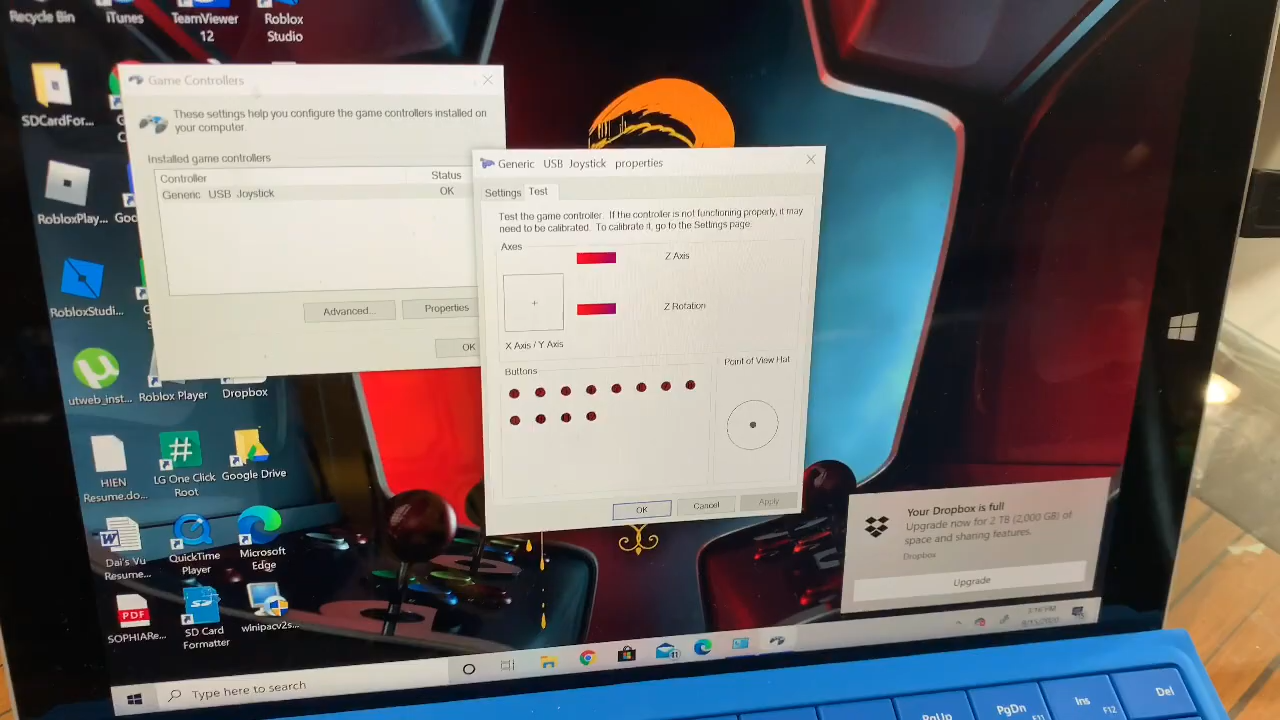 Recycle Bin
iTunes
TeamViewer
12
Roblox
Studio
SDCardFor...
RobloxPlay...
RobloxStudi...
utweb_inst...
Roblox Player
Dropbox
HIEN
Resume.do...
LG One Click
Root
Google Drive
Dai's Vu
Resume...
QuickTime
Player
Microsoft
Edge
PDF
SOPHIARe...
SD Card
Formatter
winipacv2s...
Game Controllers
These settings help you configure the game controllers installed on
your computer.
Installed game controllers
Controller
Status
Generic USB Joystick
OK
Advanced...
Properties
OK
Generic USB Joystick properties
Settings
Test
Test the game controller. If the controller is not functioning properly, it may
need to be calibrated. To calibrate it, go to the Settings page.
Axes
Z Axis
Z Rotation
X Axis / Y Axis
Buttons
Point of View Hat
OK
Cancel
Apply
Your Dropbox is full
Upgrade now for 2 TB (2,000 GB) of
space and sharing features.
Dropbox
Upgrade
Type here to search
PgUp
PgDn
F11
Ins
F12
Del